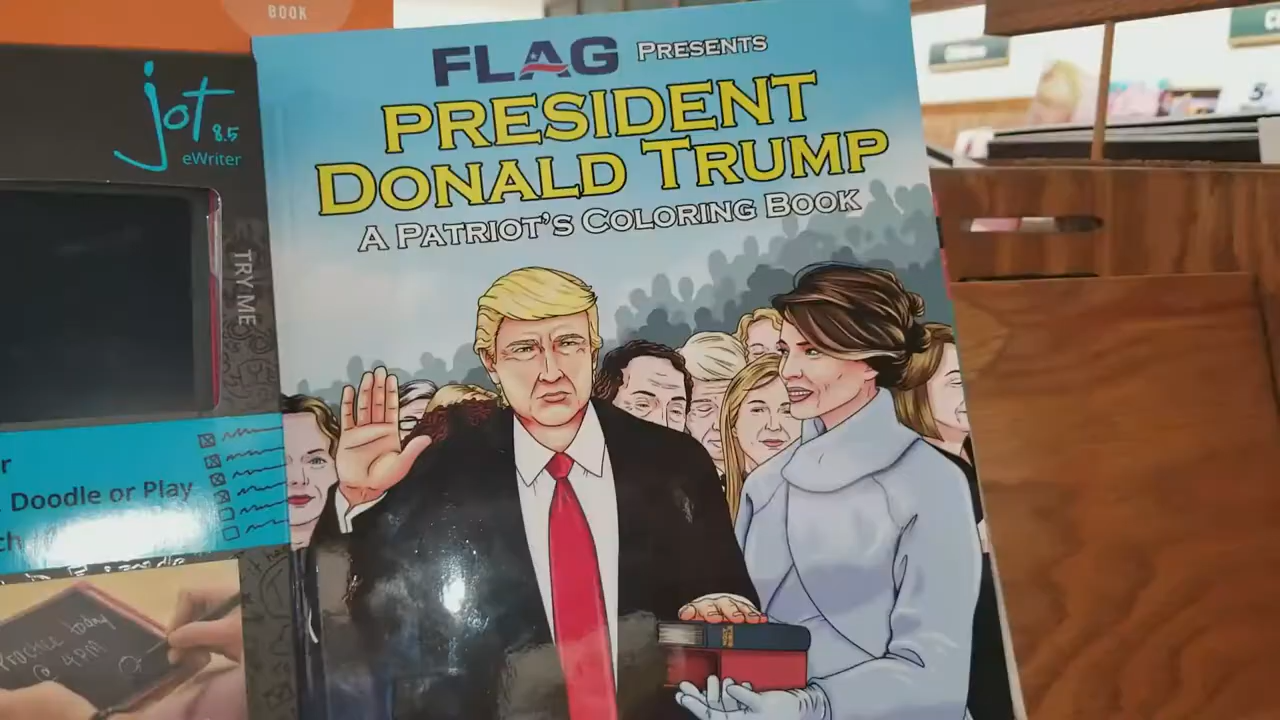 BOOK
jot 8.5
eWriter
TRY ME
Doodle or Play
Practice today
@ 4PM
FLAG PRESENTS
PRESIDENT
DONALD TRUMP
A PATRIOT'S COLORING BOOK
5